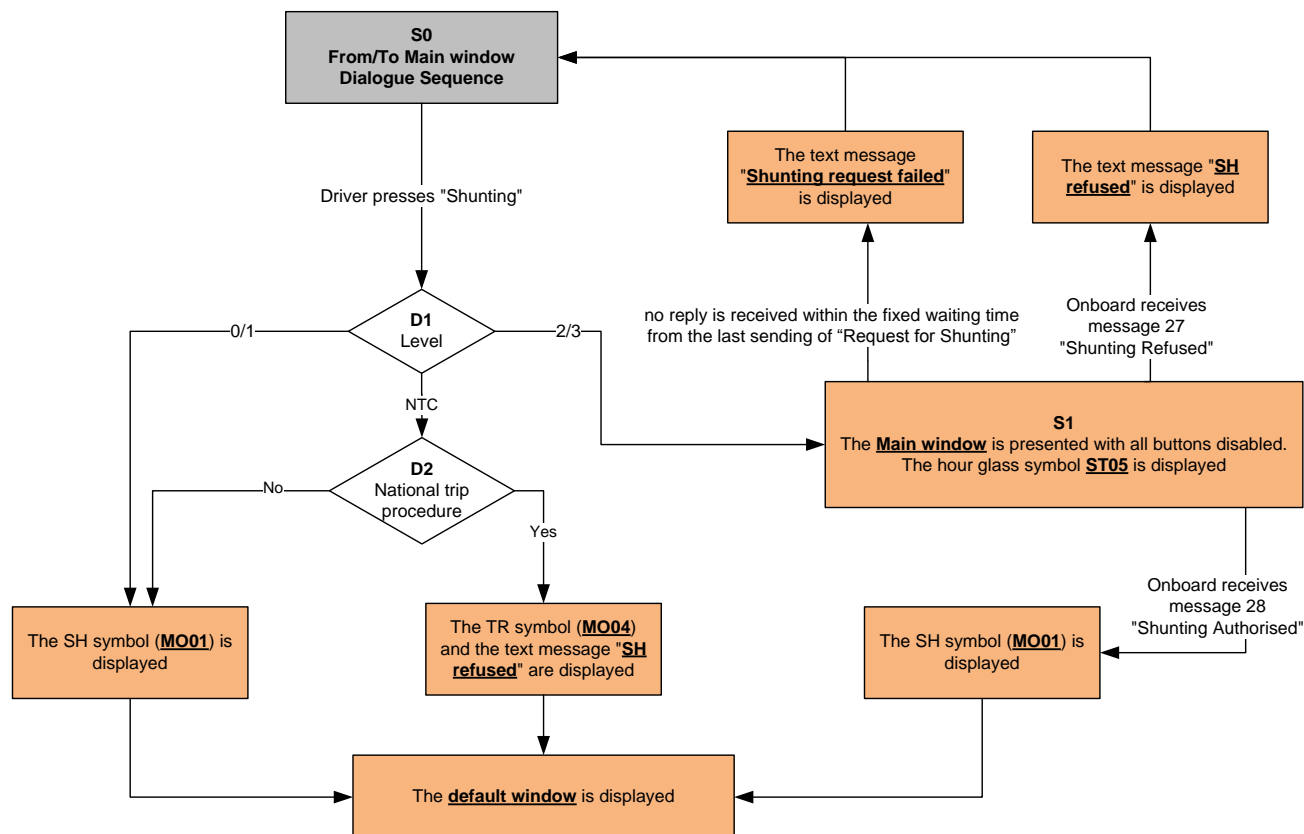 S0
From/To Main window
Dialogue Sequence
The text message
"Shunting request failed"
is displayed
The text message "SH
refused" is displayed
Driver presses "Shunting"
no reply is received within the fixed waiting time
from the last sending of “Request for Shunting”
Onboard receives
message 27
"Shunting Refused"
D1
Level
0/1
2/3
NTC
S1
The Main window is presented with all buttons disabled.
The hour glass symbol ST05 is displayed
D2
National trip
procedure
No
Yes
Onboard receives
message 28
"Shunting Authorised"
The SH symbol (MO01) is
displayed
The TR symbol (MO04)
and the text message "SH
refused" are displayed
The SH symbol (MO01) is
displayed
The default window is displayed